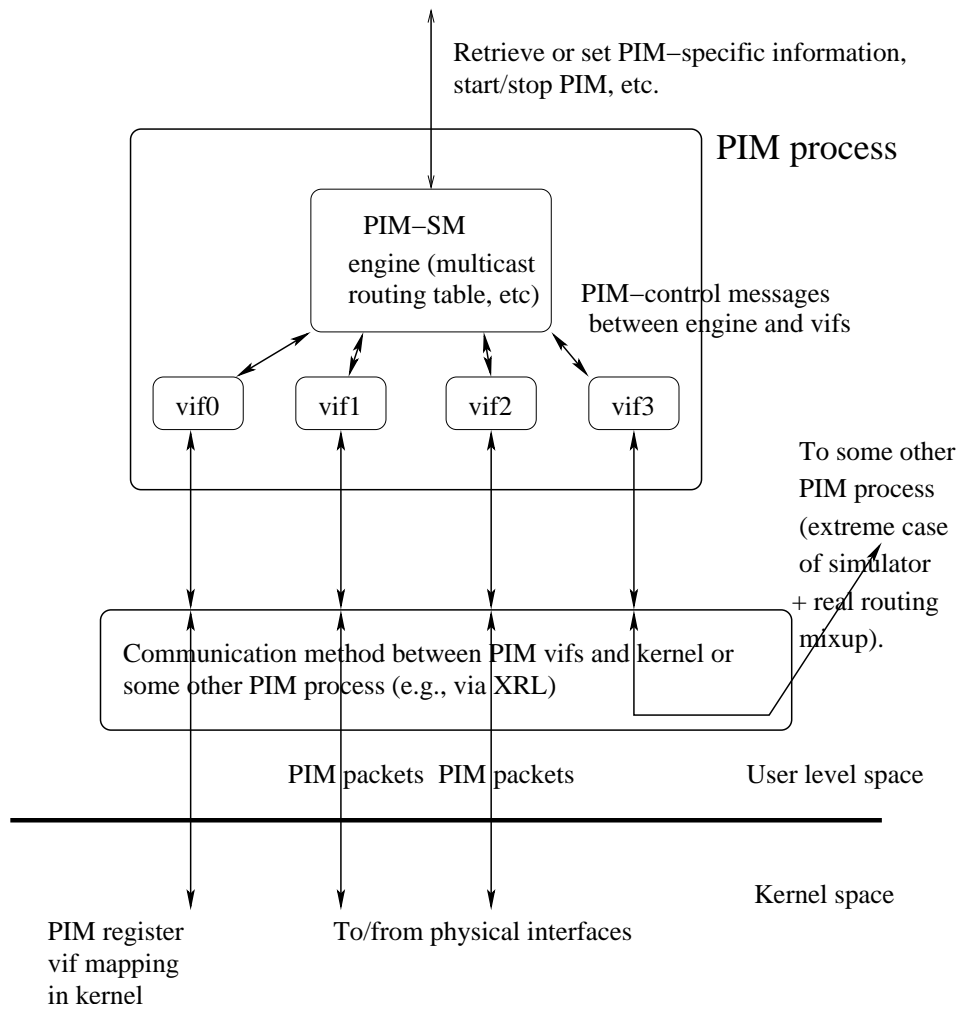 Retrieve or set PIM−specific information,
start/stop PIM, etc.
PIM process
PIM−SM
engine (multicast
routing table, etc)
PIM−control messages
between engine and vifs
vif0
vif1
vif2
vif3
To some other
PIM process
(extreme case
of simulator
+ real routing
mixup).
Communication method between PIM vifs and kernel or
some other PIM process (e.g., via XRL)
PIM packets
PIM packets
User level space
Kernel space
PIM register
vif mapping
in kernel
To/from physical interfaces